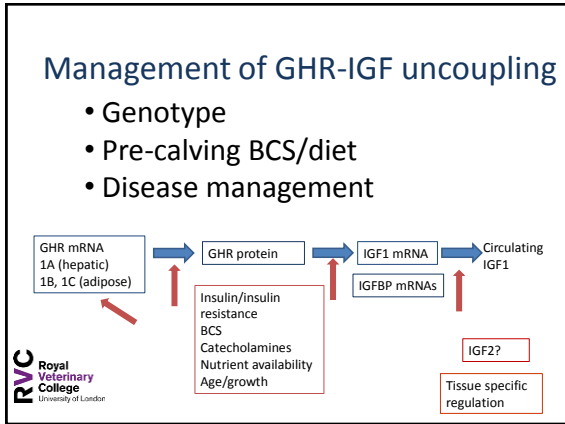 Management of GHR-IGF uncoupling
• Genotype
• Pre-calving BCS/diet
• Disease management
GHR mRNA
1A (hepatic)
1B, 1C (adipose)
GHR protein
IGF1 mRNA
IGFBP mRNAs
Circulating
IGF1
Insulin/insulin
resistance
BCS
Catecholamines
Nutrient availability
Age/growth
IGF2?
Tissue specific
regulation
RVC
Royal
Veterinary
College
University of London